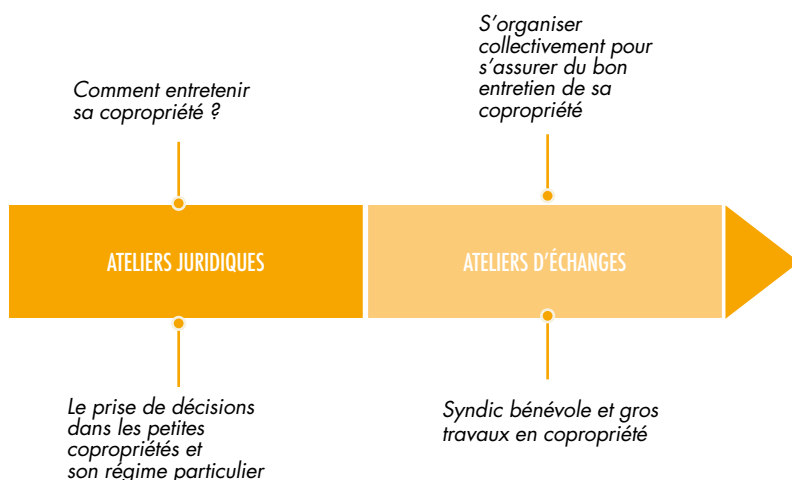 Comment entretenir
sa copropriété ?
S'organiser
collectivement pour
s'assurer du bon
entretien de sa
copropriété
ATELIERS JURIDIQUES
ATELIERS D'ÉCHANGES
Le prise de décisions
dans les petites
copropriétés et
son régime particulier
Syndic bénévole et gros
travaux en copropriété